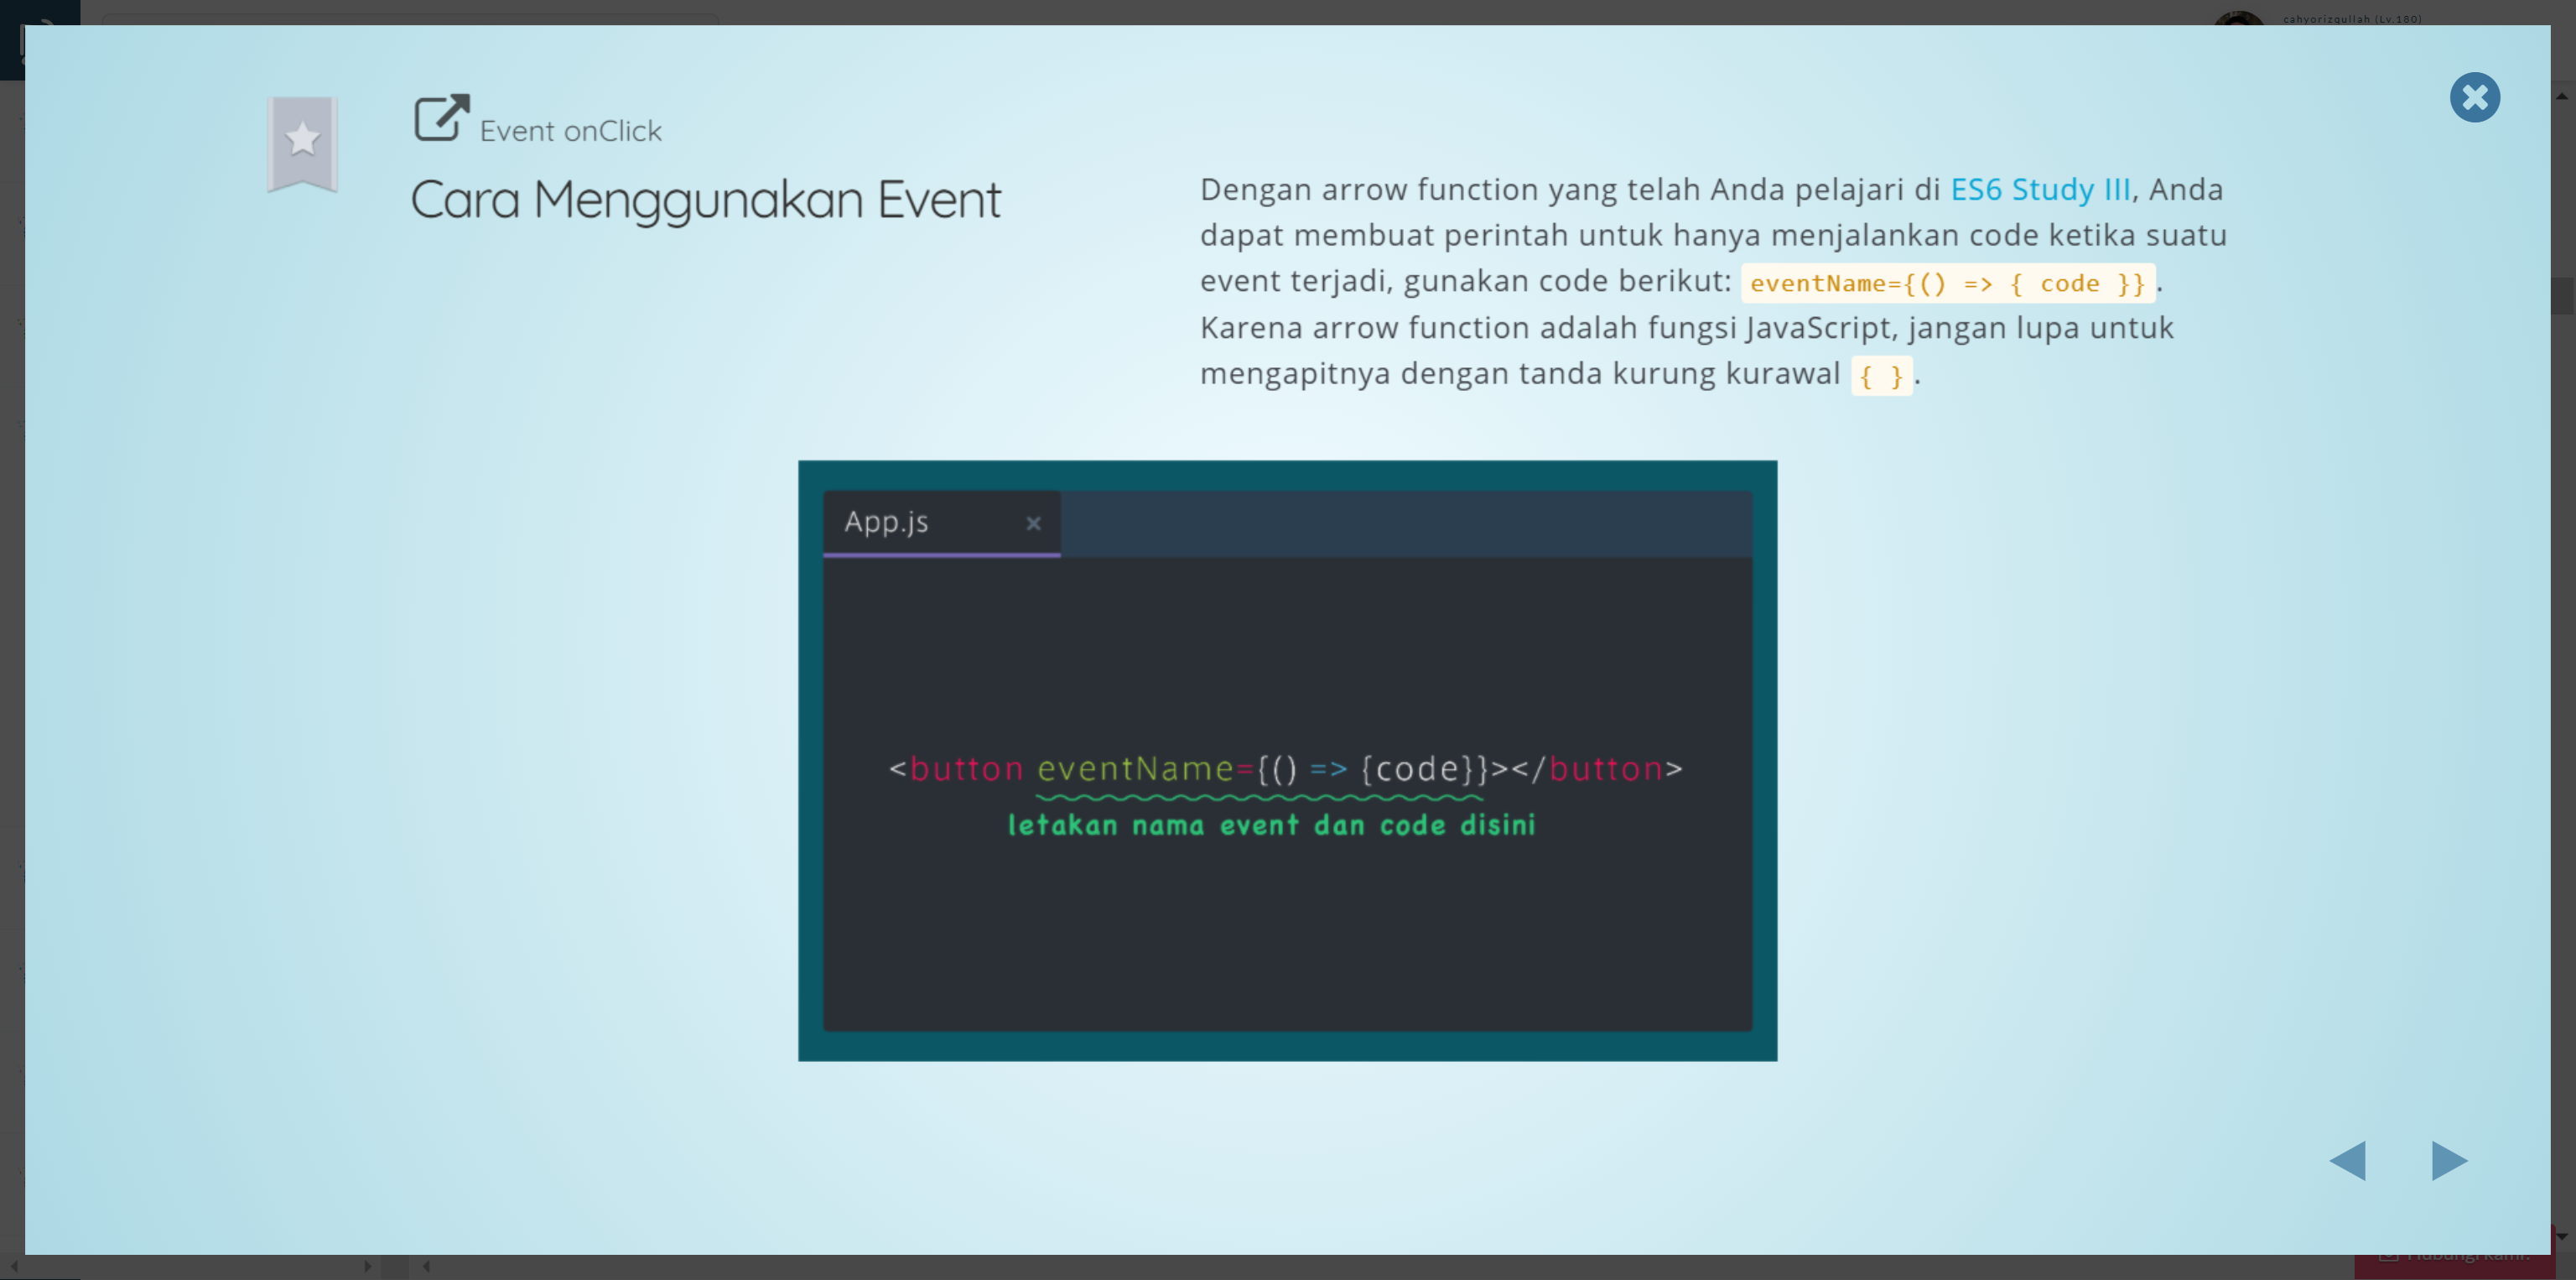 cahyorizqullah (Lv.180)
Event onClick
Cara Menggunakan Event
Dengan arrow function yang telah Anda pelajari di ES6 Study III, Anda
dapat membuat perintah untuk hanya menjalankan code ketika suatu
event terjadi, gunakan code berikut: eventName={() => { code }}.
Karena arrow function adalah fungsi JavaScript, jangan lupa untuk
mengapitnya dengan tanda kurung kurawal { }.
App.js ×
<button eventName={() => {code}}></button>
letakan nama event dan code disini
Hubungi kami!